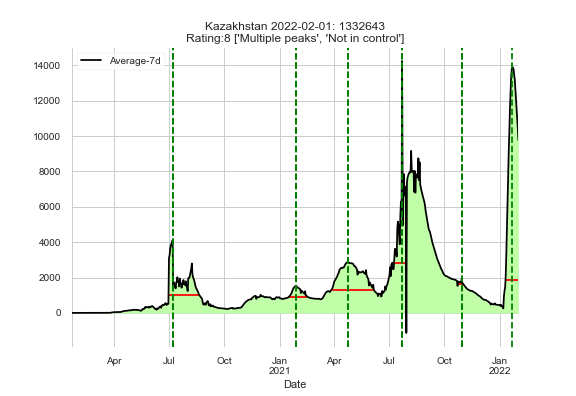 Kazakhstan 2022-02-01: 1332643
Rating:8 ['Multiple peaks', 'Not in control']
Average-7d
14000
12000
10000
8000
6000
4000
2000
0
Apr Jul Oct Jan Apr Jul Oct Jan
2021 2022
Date